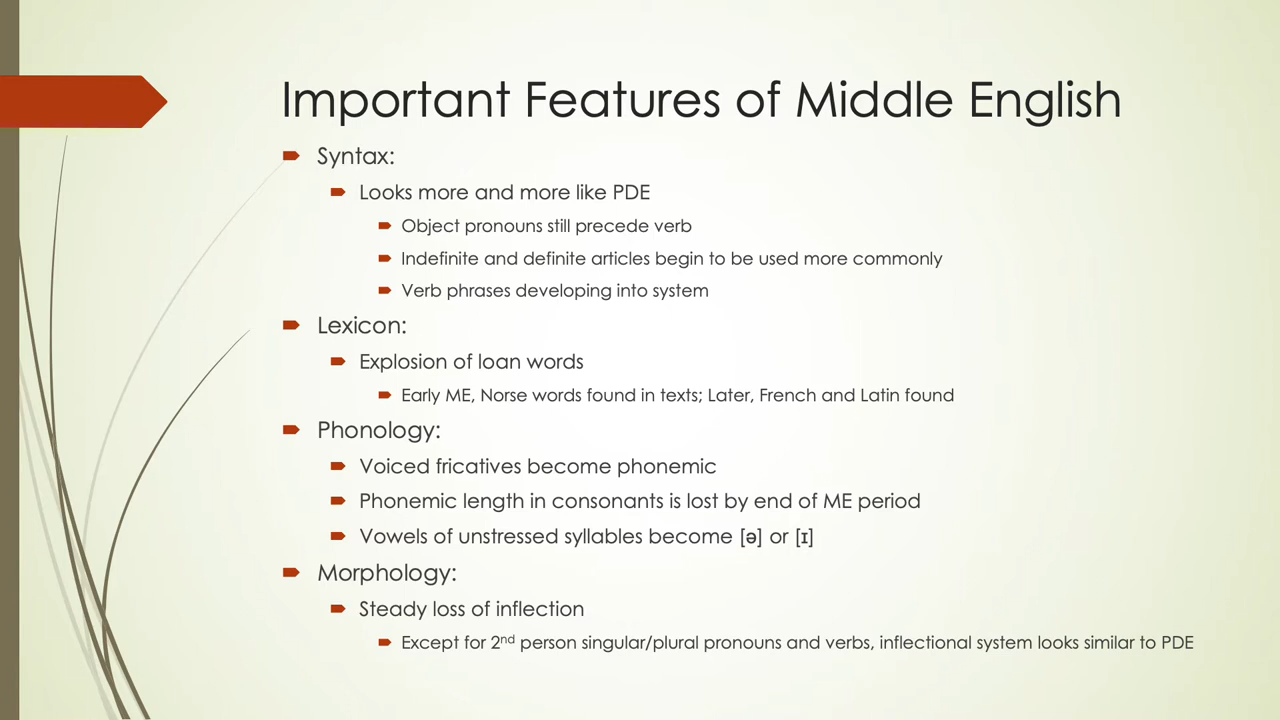 Important Features of Middle English
Syntax:
Looks more and more like PDE
Object pronouns still precede verb
Indefinite and definite articles begin to be used more commonly
Verb phrases developing into system
Lexicon:
Explosion of loan words
Early ME, Norse words found in texts; Later, French and Latin found
Phonology:
Voiced fricatives become phonemic
Phonemic length in consonants is lost by end of ME period
Vowels of unstressed syllables become [ə] or [ɪ]
Morphology:
Steady loss of inflection
Except for 2nd person singular/plural pronouns and verbs, inflectional system looks similar to PDE